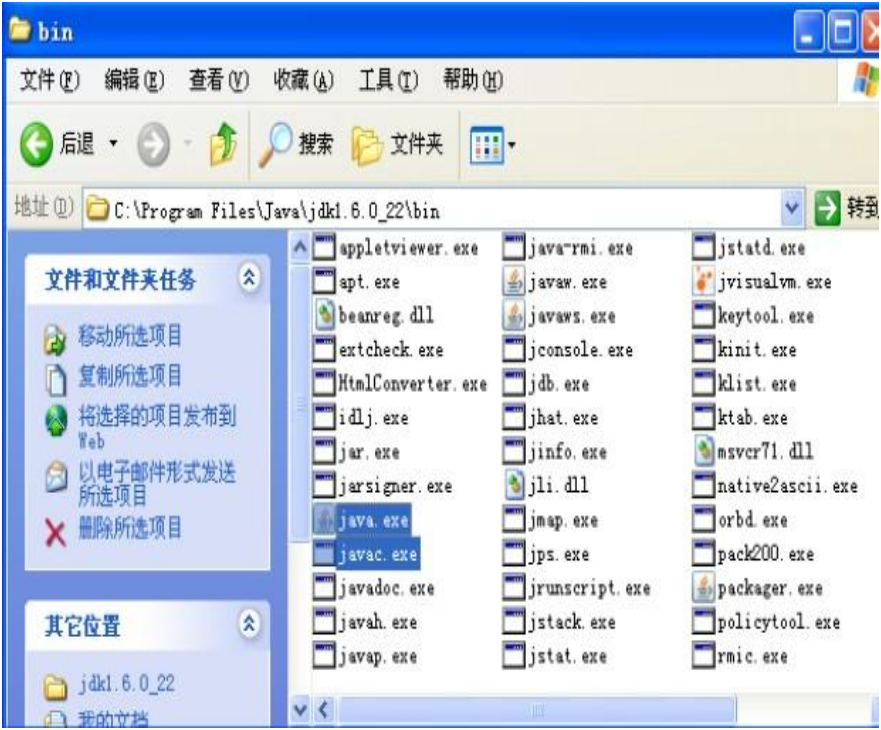 bin
文件(F) 编辑(E) 查看(V) 收藏(A) 工具(T) 帮助(H)
后退 搜索 文件夹
地址(D) C:\Program Files\Java\jdk1.6.0_22\bin 转到
文件和文件夹任务
移动所选项目
复制所选项目
将选择的项目发布到
Web
以电子邮件形式发送
所选项目
删除所选项目
其它位置
jdk1.6.0_22
我的文档
appletviewer.exe
apt.exe
beanreg.dll
extcheck.exe
HtmlConverter.exe
idlj.exe
jar.exe
jarsigner.exe
java.exe
javac.exe
javadoc.exe
javah.exe
javap.exe
java-rmi.exe
javaw.exe
javaws.exe
jconsole.exe
jdb.exe
jhat.exe
jinfo.exe
jli.dll
jmap.exe
jps.exe
jrunscript.exe
jstack.exe
jstat.exe
jstatd.exe
jvisualvm.exe
keytool.exe
kinit.exe
klist.exe
ktab.exe
msvcr71.dll
native2ascii.exe
orbd.exe
pack200.exe
packager.exe
policytool.exe
rmic.exe